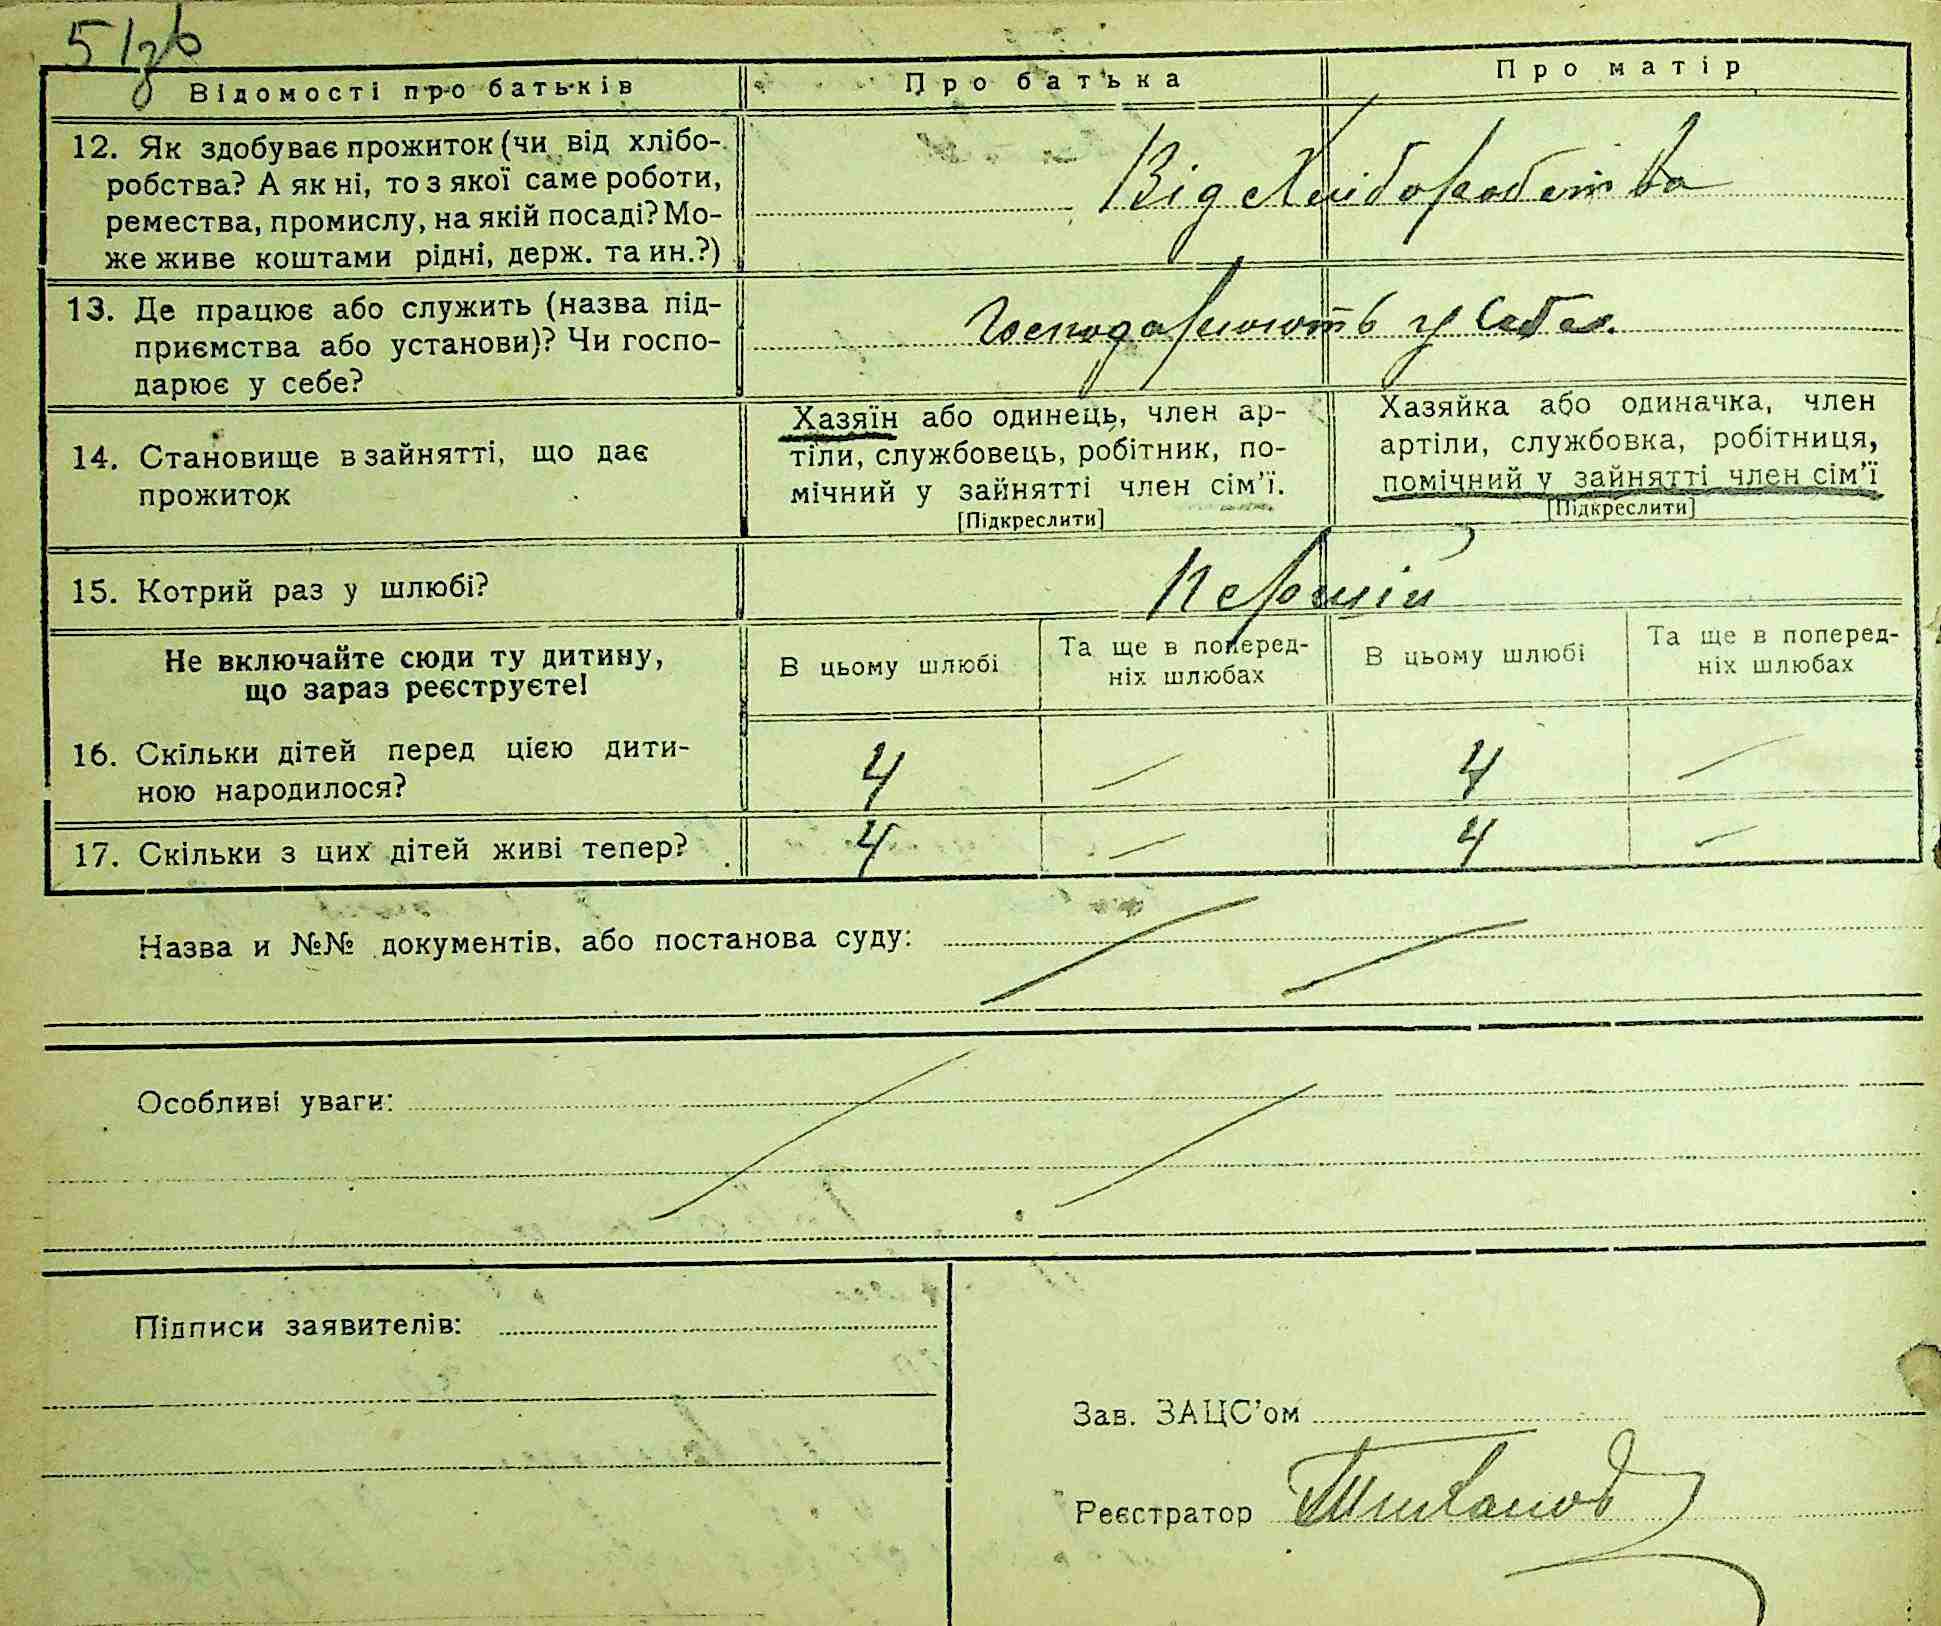 51зв
Відомості про батьків
Про батька
Про матір
12. Як здобуває прожиток (чи від хлібо-
робства? А як ні, то з якої саме роботи,
ремества, промислу, на якій посаді? Мо-
же живе коштами рідні, держ. та ин.?)
Від Хліборобства
13. Де працює або служить (назва під-
приємства або установи)? Чи госпо-
дарює у себе?
Господарюють у себе.
14. Становище в зайнятті, що дає
прожиток
Хазяїн або одинець, член ар-
тіли, службовець, робітник, по-
мічний у зайнятті член сім'ї.
[Підкреслити]
Хазяйка або одиначка, член
артіли, службовка, робітниця,
помічний у зайнятті член сім'ї
[Підкреслити]
15. Котрий раз у шлюбі?
Першій
Не включайте сюди ту дитину,
що зараз реєструєте!
В цьому шлюбі
Та ще в поперед-
ніх шлюбах
В цьому шлюбі
Та ще в поперед-
ніх шлюбах
16. Скільки дітей перед цією дити-
ною народилося?
4 — 4 —
17. Скільки з цих дітей живі тепер?
4 — 4 —
Назва и №№ документів, або постанова суду:
Особливі уваги:
Підписи заявителів:
Зав. ЗАЦС'ом
Реєстратор